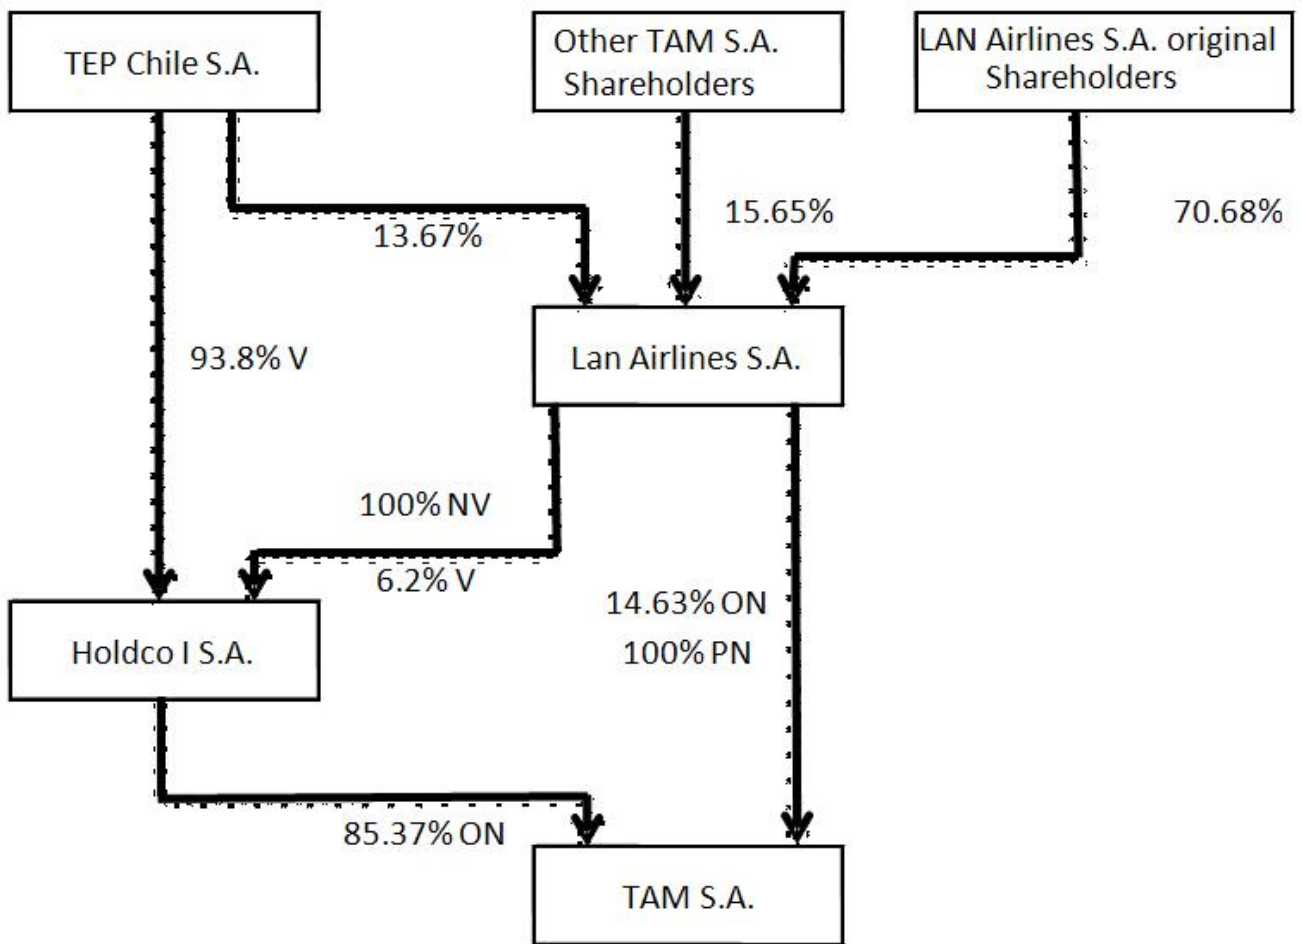 TEP Chile S.A.
Other TAM S.A.
Shareholders
LAN Airlines S.A. original
Shareholders
13.67%
15.65%
70.68%
93.8% V
Lan Airlines S.A.
100% NV
6.2% V
14.63% ON
100% PN
Holdco I S.A.
85.37% ON
TAM S.A.